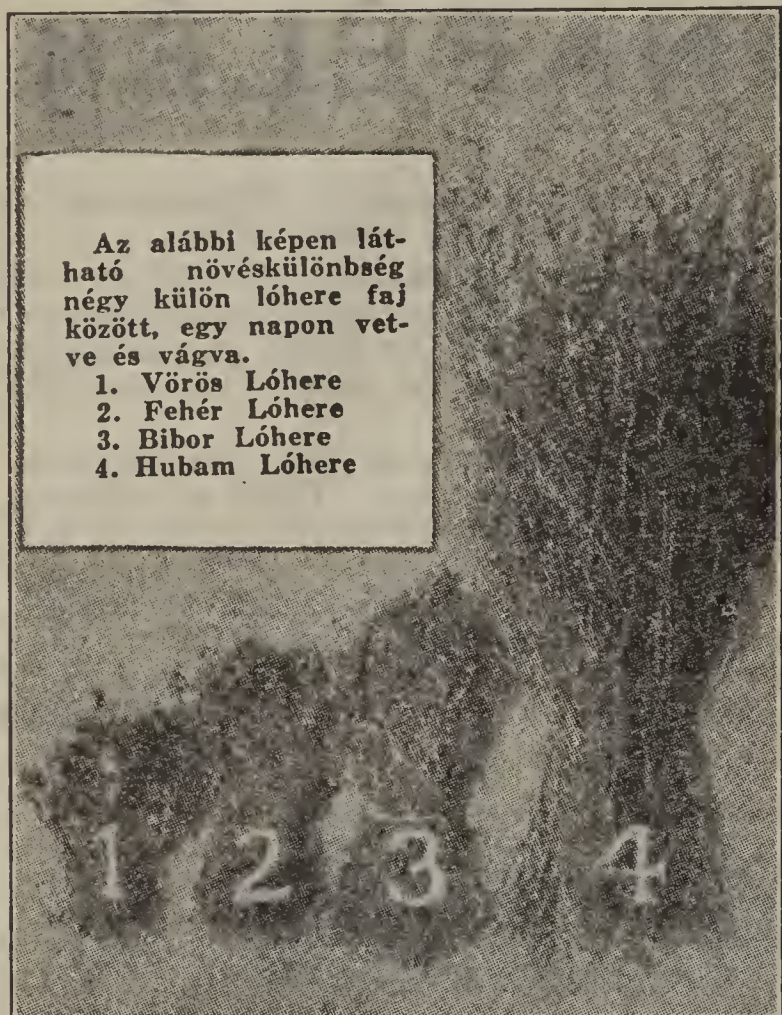 Az alábbi képen lát-
ható növéskülönbség
négy külön lóhere faj
között, egy napon vet-
ve és vágva.
1. Vörös Lóhere
2. Fehér Lóhere
3. Bibor Lóhere
4. Hubam Lóhere
1 2 3 4